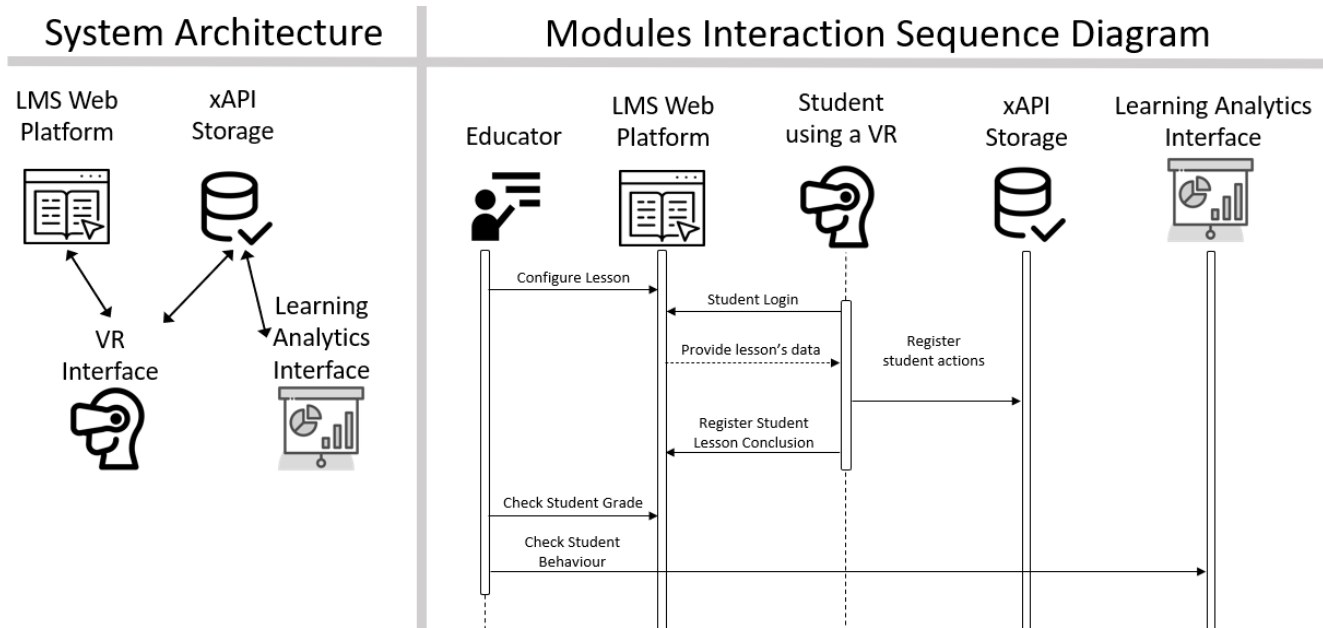 System Architecture
LMS Web
Platform
xAPI
Storage
VR
Interface
Learning
Analytics
Interface
Modules Interaction Sequence Diagram
Educator
LMS Web
Platform
Student
using a VR
xAPI
Storage
Learning Analytics
Interface
Configure Lesson
Student Login
Provide lesson's data
Register
student actions
Register Student
Lesson Conclusion
Check Student Grade
Check Student
Behaviour